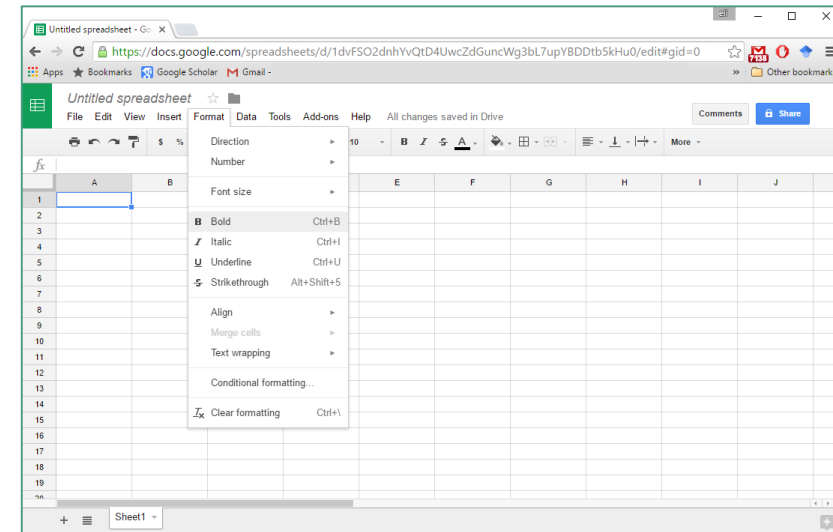 eli
Untitled spreadsheet - Go
https://docs.google.com/spreadsheets/d/1dvFSO2dnhYvQtD4UwcZdGuncWg3bL7upYBDDtb5kHu0/edit#gid=0
7138
Apps Bookmarks Google Scholar Gmail - » Other bookmark
Untitled spreadsheet
File Edit View Insert Format Data Tools Add-ons Help All changes saved in Drive
Comments Share
$ % 10 B I S A More
fx
A B E F G H I J
Direction
Number
Font size
B Bold Ctrl+B
I Italic Ctrl+I
U Underline Ctrl+U
S Strikethrough Alt+Shift+5
Align
Merge cells
Text wrapping
Conditional formatting...
Tx Clear formatting Ctrl+\
1
2
3
4
5
6
7
8
9
10
11
12
13
14
15
16
17
18
19
20
+ Sheet1